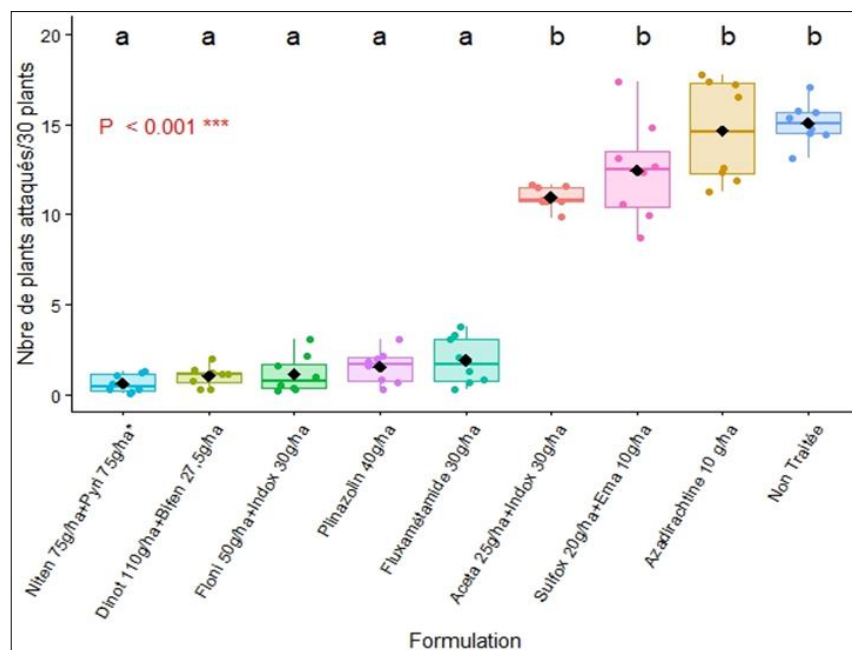 a a a a a b b b b
20
15
10
5
0
P < 0.001 ***
Nbre de plants attaqués/30 plants
Niten 75g/ha+Pyri 75g/ha*
Dinot 110g/ha+Bifen 27,5g/ha
Floni 50g/ha+Indox 30g/ha
Plinazolin 40g/ha
Fluxamétamide 30g/ha
Aceta 25g/ha+Indox 30g/ha
Sulfox 20g/ha+Ema 10g/ha
Azadirachtine 10 g/ha
Non Traitée
Formulation